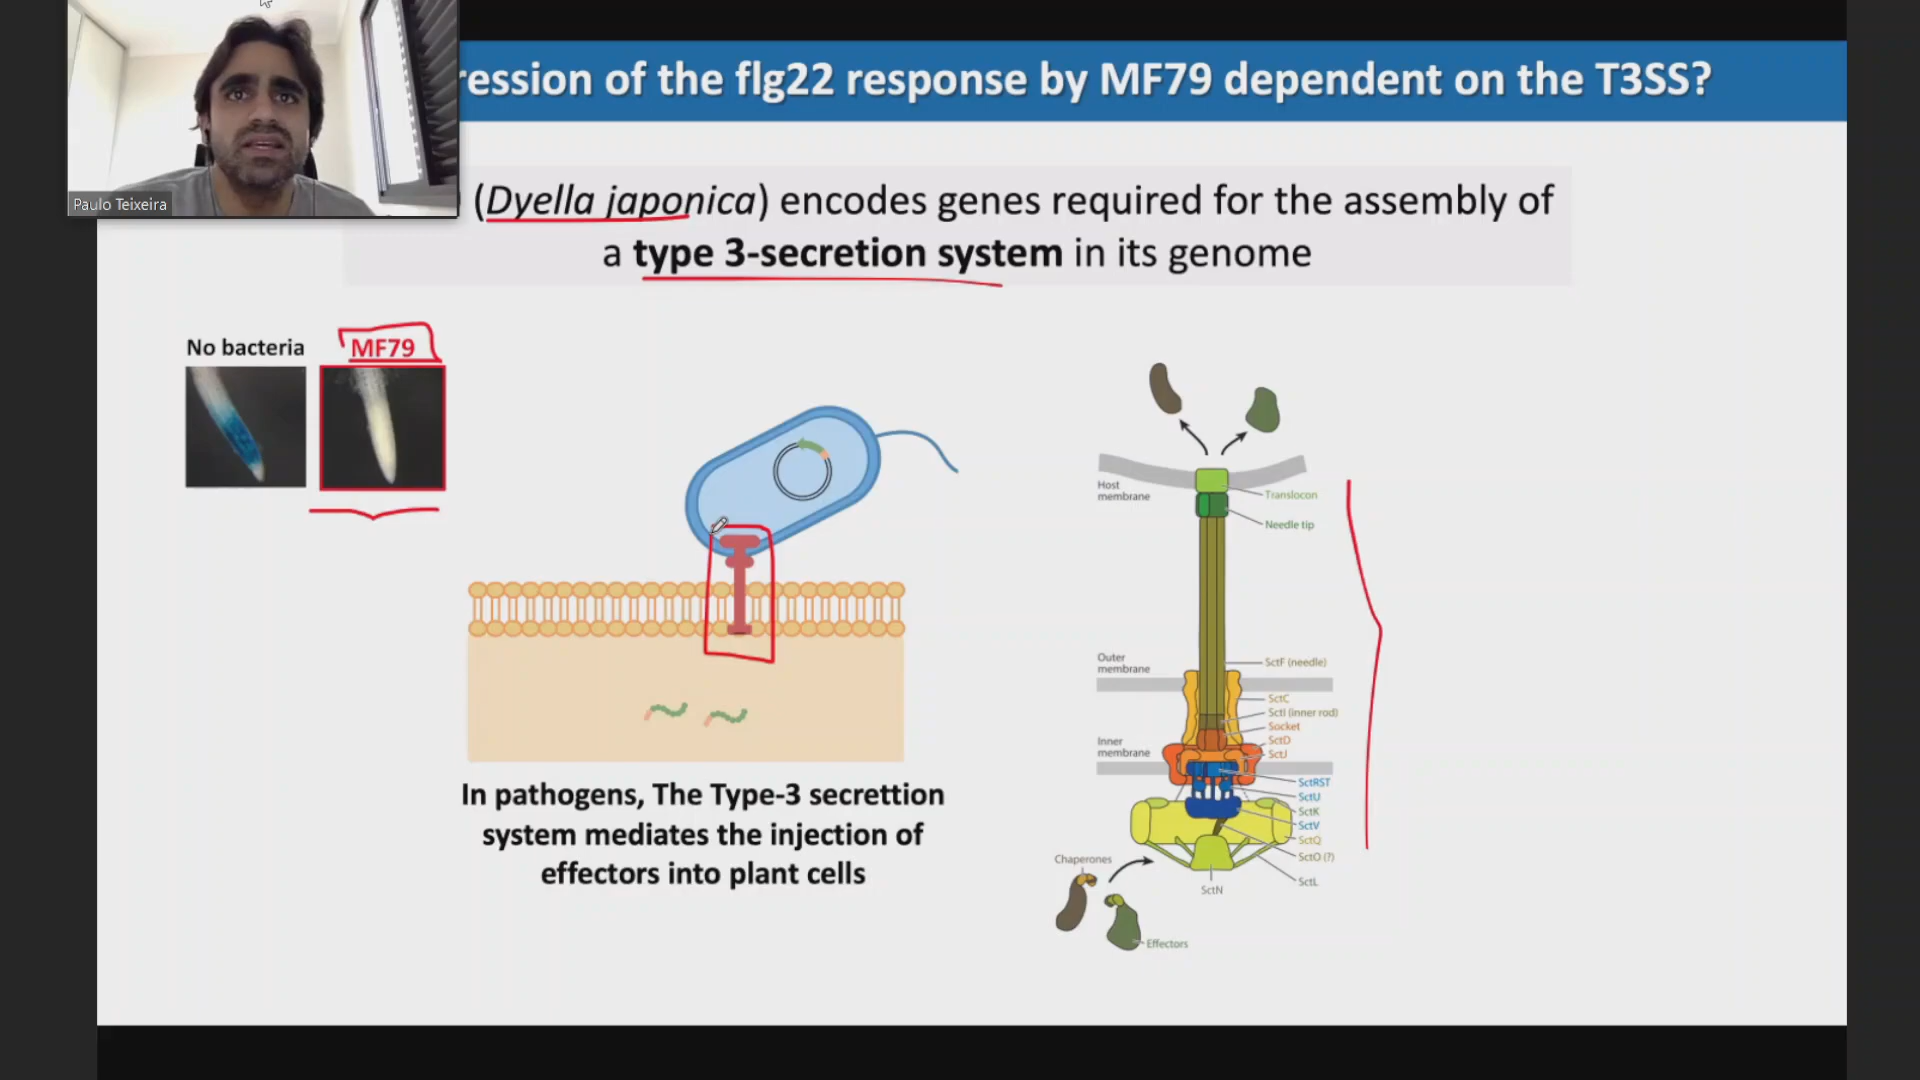 ression of the flg22 response by MF79 dependent on the T3SS?
Paulo Teixeira
(Dyella japonica) encodes genes required for the assembly of
a type 3-secretion system in its genome
No bacteria
MF79
Host
membrane
Translocon
Needle tip
Outer
membrane
SctF (needle)
SctC
SctI (inner rod)
Socket
SctD
SctJ
Inner
membrane
SctRST
SctU
SctK
SctV
SctQ
SctO (?)
SctL
SctN
Chaperones
Effectors
In pathogens, The Type-3 secrettion
system mediates the injection of
effectors into plant cells